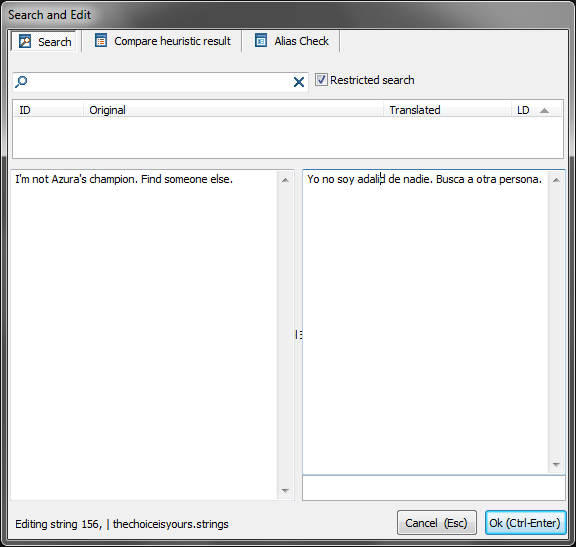 Search and Edit
Search Compare heuristic result Alias Check
Restricted search
ID Original Translated LD
I'm not Azura's champion. Find someone else.
Yo no soy adalid de nadie. Busca a otra persona.
Editing string 156, | thechoiceisyours.strings
Cancel (Esc) Ok (Ctrl-Enter)